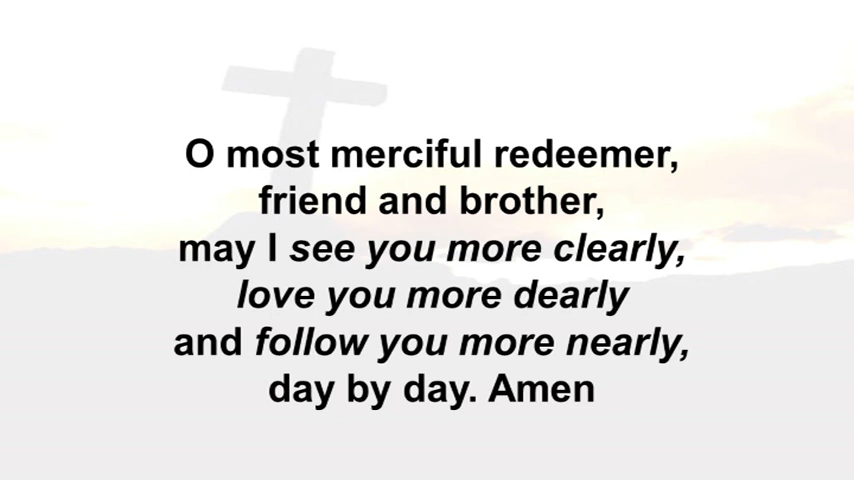 O most merciful redeemer,
friend and brother,
may I see you more clearly,
love you more dearly
and follow you more nearly,
day by day. Amen